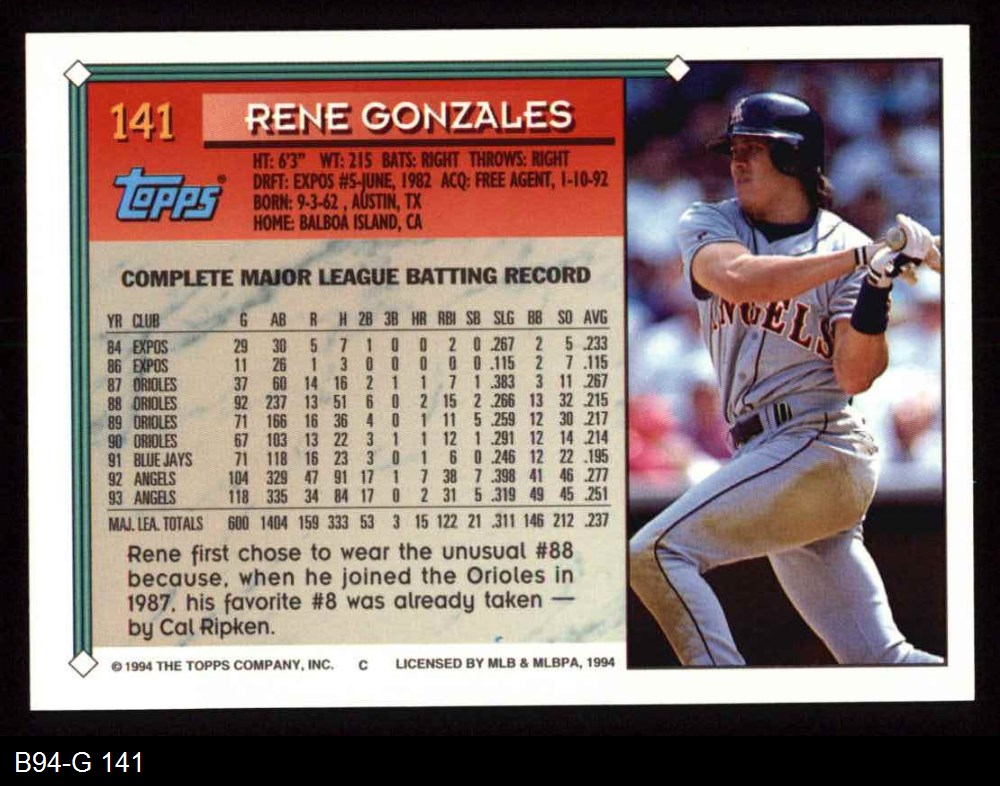 141
RENE GONZALES
topps®
HT: 6'3" WT: 215 BATS: RIGHT THROWS: RIGHT
DRFT: EXPOS #5-JUNE, 1982 ACQ: FREE AGENT, 1-10-92
BORN: 9-3-62 , AUSTIN, TX
HOME: BALBOA ISLAND, CA
COMPLETE MAJOR LEAGUE BATTING RECORD
YR CLUB G AB R H 2B 3B HR RBI SB SLG BB SO AVG
84 EXPOS 29 30 5 7 1 0 0 2 0 .267 2 5 .233
86 EXPOS 11 26 1 3 0 0 0 0 0 .115 2 7 .115
87 ORIOLES 37 60 14 16 2 1 1 7 1 .383 3 11 .267
88 ORIOLES 92 237 13 51 6 0 2 15 2 .266 13 32 .215
89 ORIOLES 71 166 16 36 4 0 1 11 5 .259 12 30 .217
90 ORIOLES 67 103 13 22 3 1 1 12 1 .291 12 14 .214
91 BLUE JAYS 71 118 16 23 3 0 1 6 0 .246 12 22 .195
92 ANGELS 104 329 47 91 17 1 7 38 7 .398 41 46 .277
93 ANGELS 118 335 34 84 17 0 2 31 5 .319 49 45 .251
MAJ. LEA. TOTALS 600 1404 159 333 53 3 15 122 21 .311 146 212 .237
Rene first chose to wear the unusual #88
because, when he joined the Orioles in
1987, his favorite #8 was already taken —
by Cal Ripken.
© 1994 THE TOPPS COMPANY, INC. C LICENSED BY MLB & MLBPA, 1994
ANGELS
B94-G 141